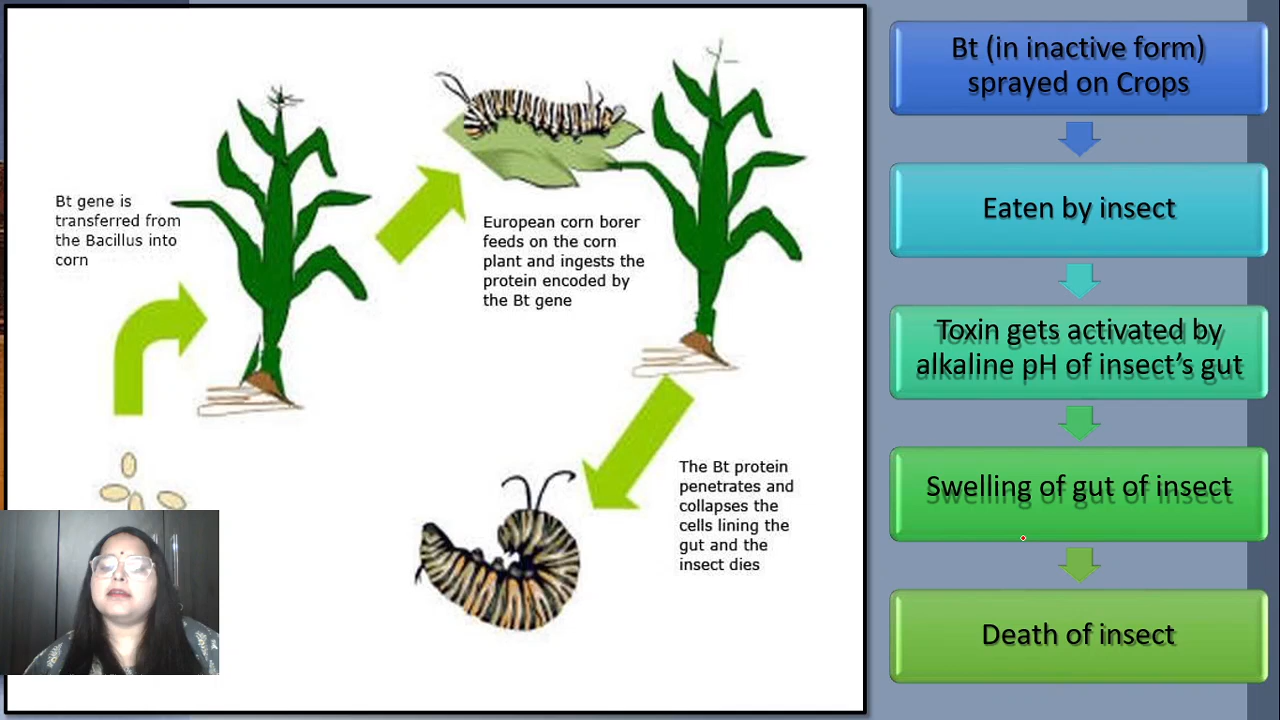 Bt gene is
transferred from
the Bacillus into
corn
European corn borer
feeds on the corn
plant and ingests the
protein encoded by
the Bt gene
The Bt protein
penetrates and
collapses the
cells lining the
gut and the
insect dies
Bt (in inactive form)
sprayed on Crops
Eaten by insect
Toxin gets activated by
alkaline pH of insect’s gut
Swelling of gut of insect
Death of insect